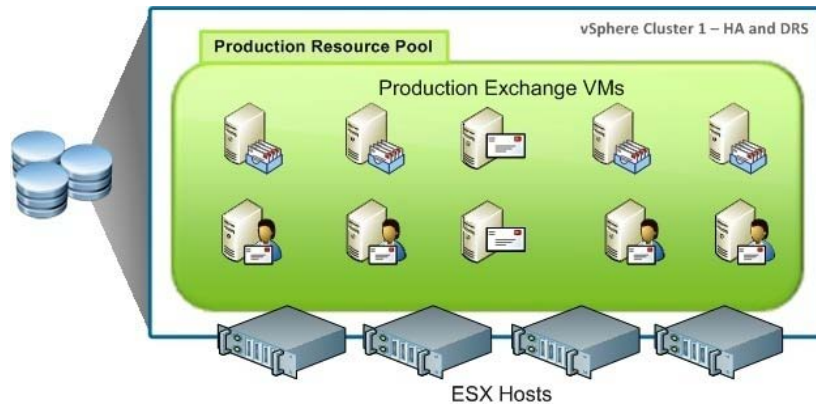 vSphere Cluster 1 – HA and DRS
Production Resource Pool
Production Exchange VMs
ESX Hosts